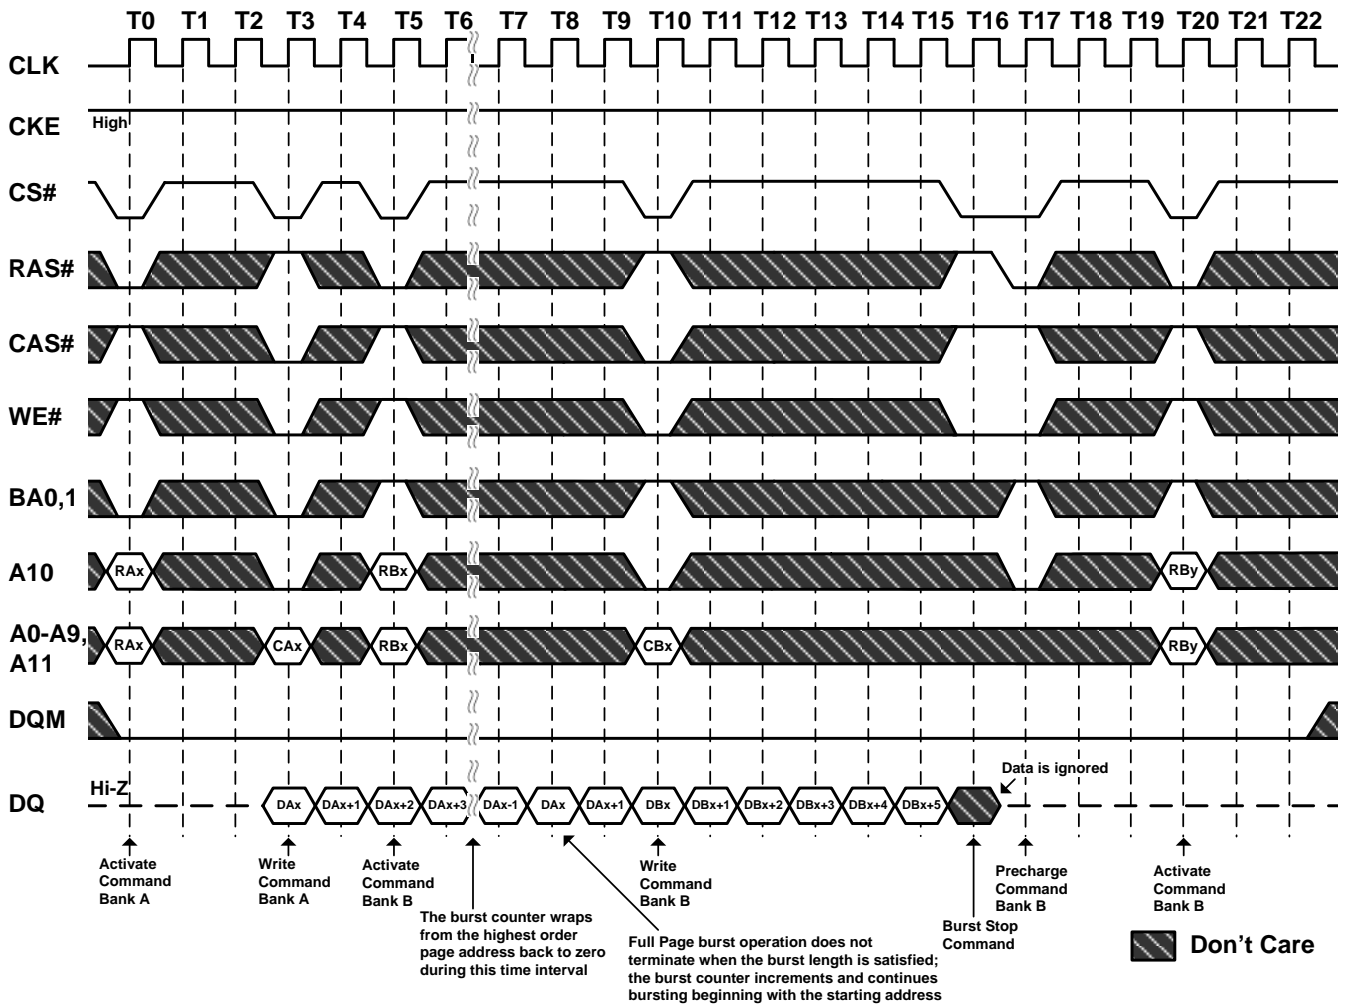 T0 T1 T2 T3 T4 T5 T6 T7 T8 T9 T10 T11 T12 T13 T14 T15 T16 T17 T18 T19 T20 T21 T22
CLK
CKE
High
CS#
RAS#
CAS#
WE#
BA0,1
A10
RAx RBx RBy
A0-A9,
A11
RAx CAx RBx CBx RBy
DQM
DQ
Hi-Z
DAx DAx+1 DAx+2 DAx+3 DAx-1 DAx DAx+1 DBx DBx+1 DBx+2 DBx+3 DBx+4 DBx+5
Data is ignored
Activate
Command
Bank A
Write
Command
Bank A
Activate
Command
Bank B
The burst counter wraps
from the highest order
page address back to zero
during this time interval
Full Page burst operation does not
terminate when the burst length is satisfied;
the burst counter increments and continues
bursting beginning with the starting address
Write
Command
Bank B
Burst Stop
Command
Precharge
Command
Bank B
Activate
Command
Bank B
Don't Care